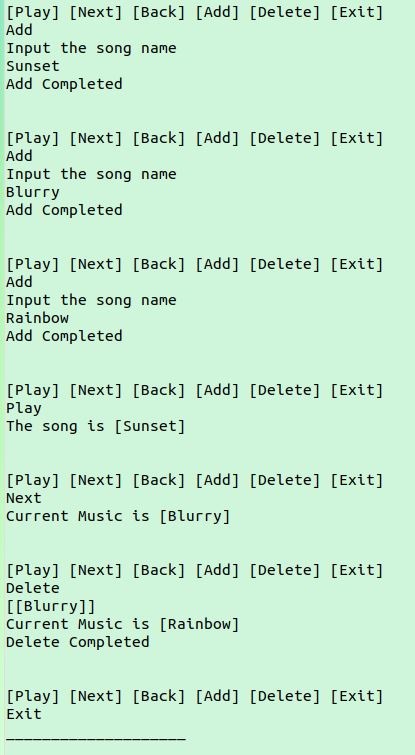 [Play] [Next] [Back] [Add] [Delete] [Exit]
Add
Input the song name
Sunset
Add Completed
[Play] [Next] [Back] [Add] [Delete] [Exit]
Add
Input the song name
Blurry
Add Completed
[Play] [Next] [Back] [Add] [Delete] [Exit]
Add
Input the song name
Rainbow
Add Completed
[Play] [Next] [Back] [Add] [Delete] [Exit]
Play
The song is [Sunset]
[Play] [Next] [Back] [Add] [Delete] [Exit]
Next
Current Music is [Blurry]
[Play] [Next] [Back] [Add] [Delete] [Exit]
Delete
[[Blurry]]
Current Music is [Rainbow]
Delete Completed
[Play] [Next] [Back] [Add] [Delete] [Exit]
Exit
____________________